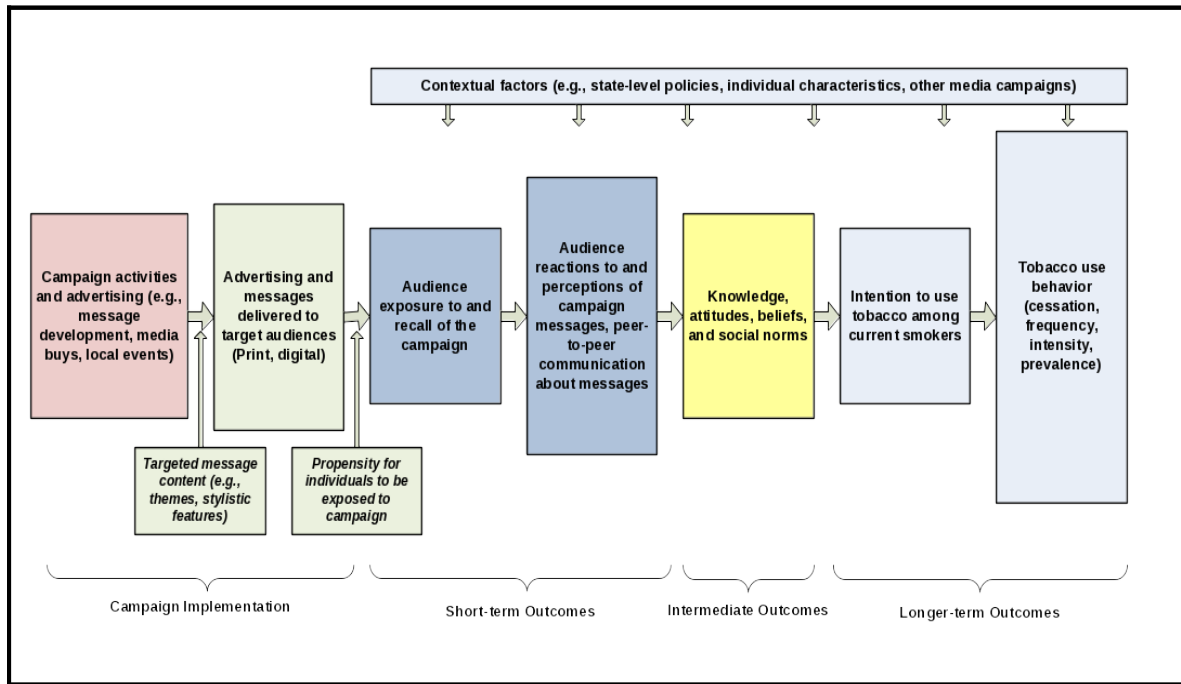 Contextual factors (e.g., state-level policies, individual characteristics, other media campaigns)
Campaign activities
and advertising (e.g.,
message
development, media
buys, local events)
Advertising and
messages
delivered to
target audiences
(Print, digital)
Audience
exposure to and
recall of the
campaign
Audience
reactions to and
perceptions of
campaign
messages, peer-
to-peer
communication
about messages
Knowledge,
attitudes, beliefs,
and social norms
Intention to use
tobacco among
current smokers
Tobacco use
behavior
(cessation,
frequency,
intensity,
prevalence)
Targeted message
content (e.g.,
themes, stylistic
features)
Propensity for
individuals to be
exposed to
campaign
Campaign Implementation
Short-term Outcomes
Intermediate Outcomes
Longer-term Outcomes